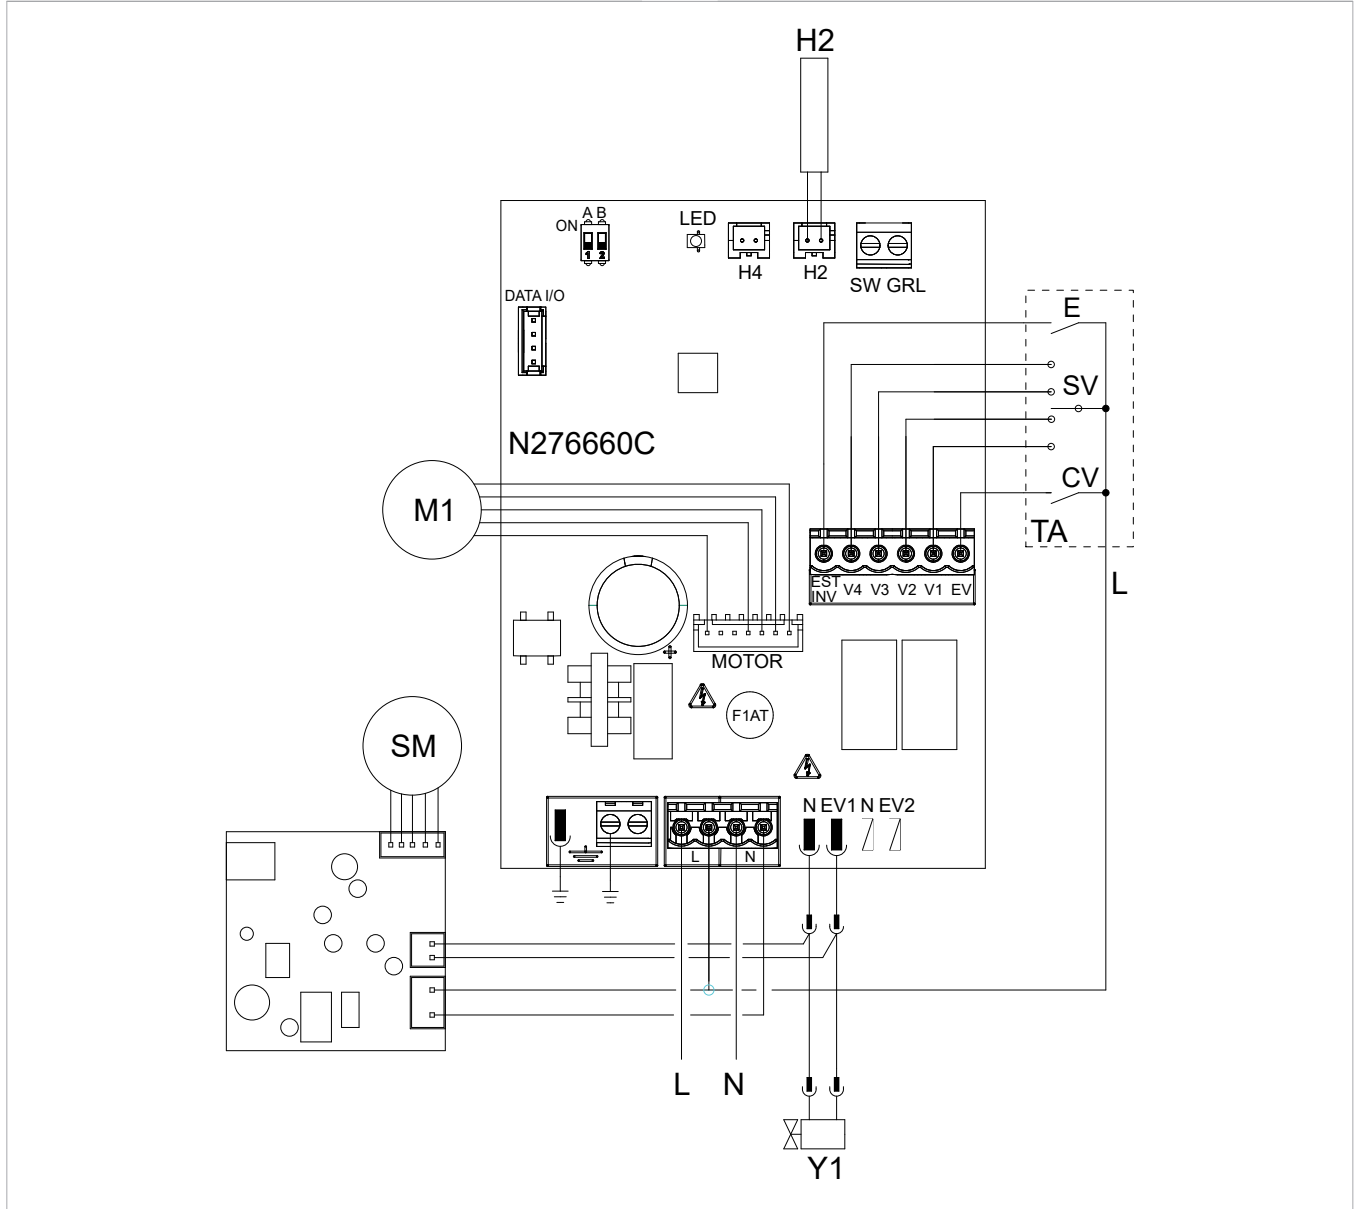 H2
A B
ON
1 2
LED
H4
H2
SW GRL
DATA I/O
E
SV
N276660C
CV
M1
TA
EST
INV V4 V3 V2 V1 EV
L
MOTOR
F1AT
SM
N EV1 N EV2
L N
L N
Y1